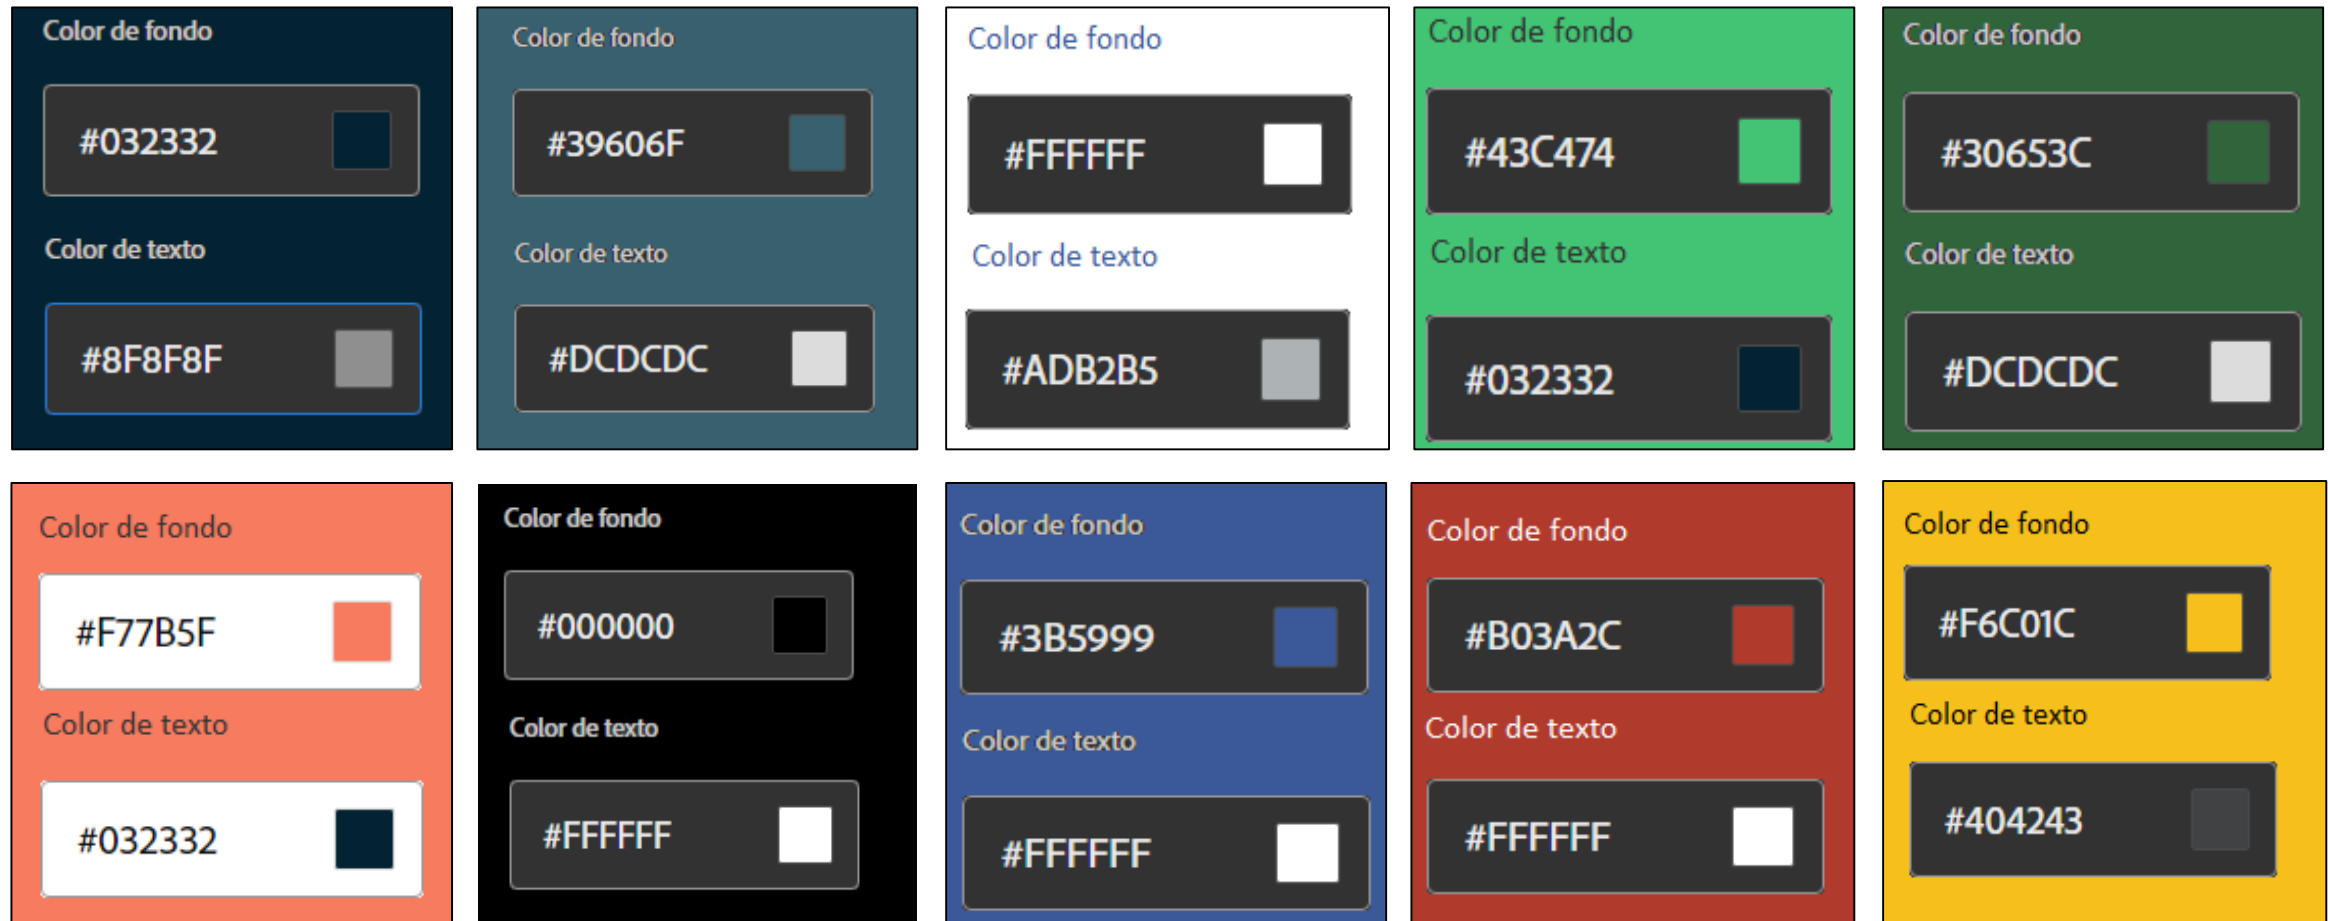 Color de fondo
#032332
Color de texto
#8F8F8F
Color de fondo
#39606F
Color de texto
#DCDCDC
Color de fondo
#FFFFFF
Color de texto
#ADB2B5
Color de fondo
#43C474
Color de texto
#032332
Color de fondo
#30653C
Color de texto
#DCDCDC
Color de fondo
#F77B5F
Color de texto
#032332
Color de fondo
#000000
Color de texto
#FFFFFF
Color de fondo
#3B5999
Color de texto
#FFFFFF
Color de fondo
#B03A2C
Color de texto
#FFFFFF
Color de fondo
#F6C01C
Color de texto
#404243